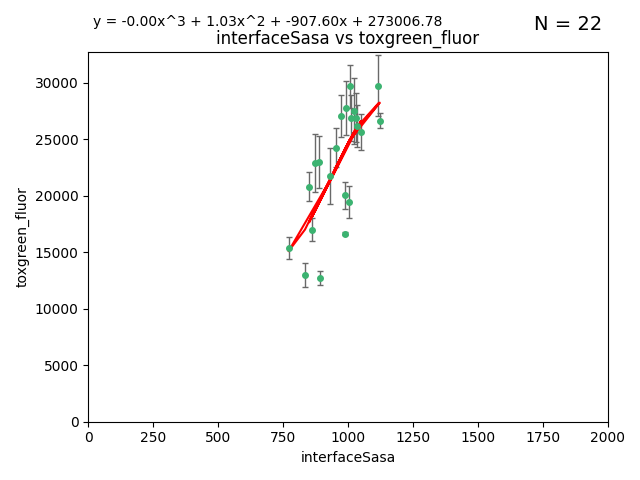 y = -0.00x^3 + 1.03x^2 + -907.60x + 273006.78
N = 22
interfaceSasa vs toxgreen_fluor
30000
25000
20000
15000
10000
5000
0
toxgreen_fluor
0 250 500 750 1000 1250 1500 1750 2000
interfaceSasa